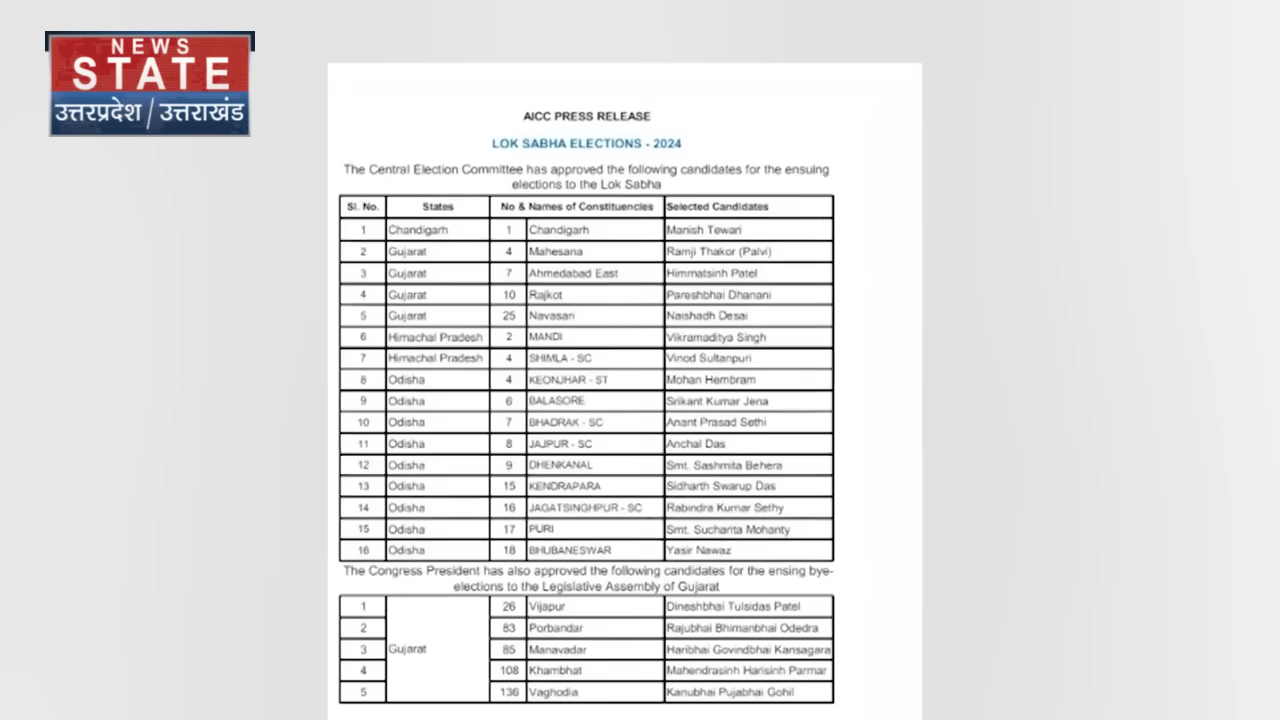 NEWS
STATE
उत्तरप्रदेश / उत्तराखंड
AICC PRESS RELEASE
LOK SABHA ELECTIONS - 2024
The Central Election Committee has approved the following candidates for the ensuing
elections to the Lok Sabha
Sl. No. States No & Names of Constituencies Selected Candidates
1 Chandigarh 1 Chandigarh Manish Tewari
2 Gujarat 4 Mahesana Ramji Thakor (Palvi)
3 Gujarat 7 Ahmedabad East Himmatsinh Patel
4 Gujarat 10 Rajkot Pareshbhai Dhanani
5 Gujarat 25 Navasari Naishadh Desai
6 Himachal Pradesh 2 MANDI Vikramaditya Singh
7 Himachal Pradesh 4 SHIMLA - SC Vinod Sultanpuri
8 Odisha 4 KEONJHAR - ST Mohan Hembram
9 Odisha 6 BALASORE Srikant Kumar Jena
10 Odisha 7 BHADRAK - SC Anant Prasad Sethi
11 Odisha 8 JAJPUR - SC Anchal Das
12 Odisha 9 DHENKANAL Smt. Sashmita Behera
13 Odisha 15 KENDRAPARA Sidharth Swarup Das
14 Odisha 16 JAGATSINGHPUR - SC Rabindra Kumar Sethy
15 Odisha 17 PURI Smt. Sucharita Mohanty
16 Odisha 18 BHUBANESWAR Yasir Nawaz
The Congress President has also approved the following candidates for the ensing bye-
elections to the Legislative Assembly of Gujarat
1 26 Vijapur Dineshbhai Tulsidas Patel
2 83 Porbandar Rajubhai Bhimanbhai Odedra
3 Gujarat 85 Manavadar Haribhai Govindbhai Kansagara
4 108 Khambhat Mahendrasinh Harisinh Parmar
5 136 Vaghodia Kanubhai Pujabhai Gohil